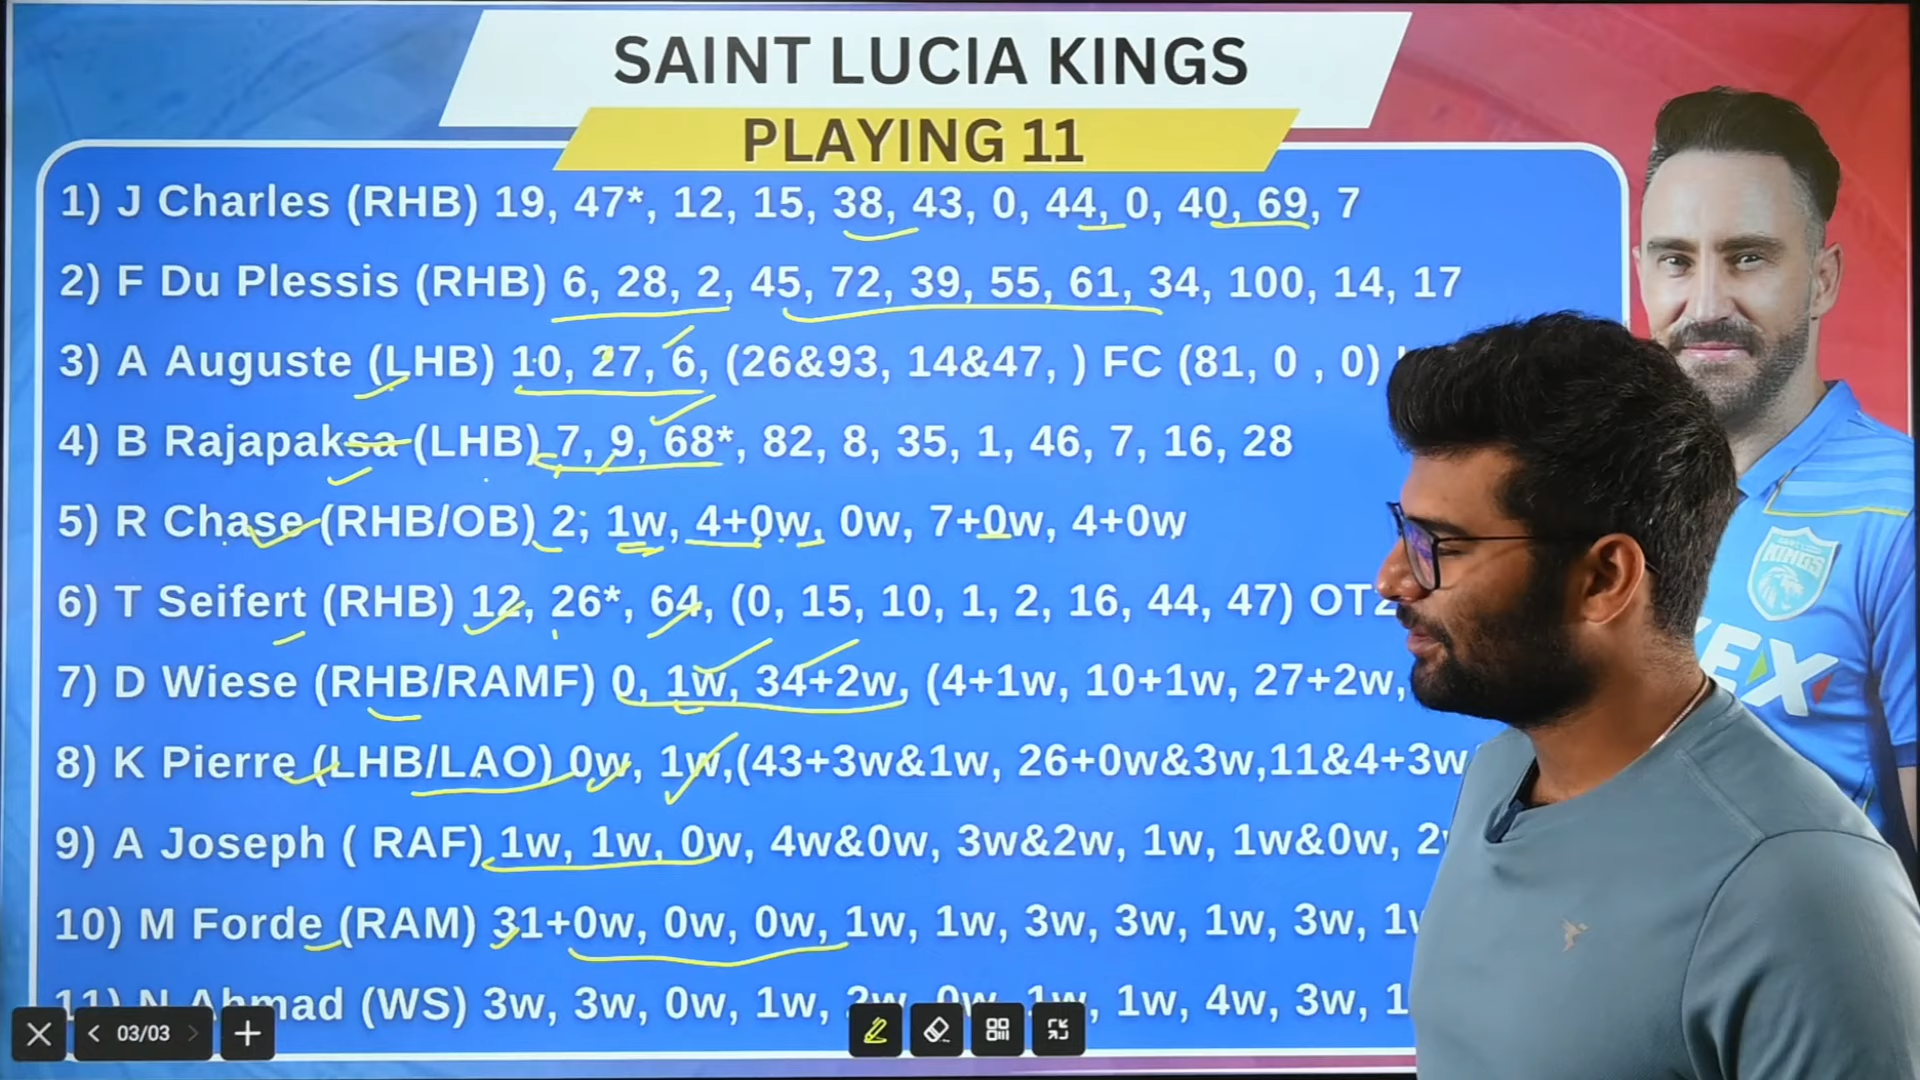 SAINT LUCIA KINGS
PLAYING 11
1) J Charles (RHB) 19, 47*, 12, 15, 38, 43, 0, 44, 0, 40, 69, 7
2) F Du Plessis (RHB) 6, 28, 2, 45, 72, 39, 55, 61, 34, 100, 14, 17
3) A Auguste (LHB) 10, 27, 6, (26&93, 14&47, ) FC (81, 0 , 0)
4) B Rajapaksa (LHB) 7, 9, 68*, 82, 8, 35, 1, 46, 7, 16, 28
5) R Chase (RHB/OB) 2; 1w, 4+0w, 0w, 7+0w, 4+0w
6) T Seifert (RHB) 12, 26*, 64, (0, 15, 10, 1, 2, 16, 44, 47)
7) D Wiese (RHB/RAMF) 0, 1w, 34+2w, (4+1w, 10+1w, 27+2w,
8) K Pierre (LHB/LAO) 0w, 1w,(43+3w&1w, 26+0w&3w,11&4+3w
9) A Joseph ( RAF) 1w, 1w, 0w, 4w&0w, 3w&2w, 1w, 1w&0w,
10) M Forde (RAM) 31+0w, 0w, 0w, 1w, 1w, 3w, 3w, 1w, 3w,
11) N Ahmad (WS) 3w, 3w, 0w, 1w, 2w, 0w, 1w, 1w, 4w, 3w,
03/03
KINGS
EX